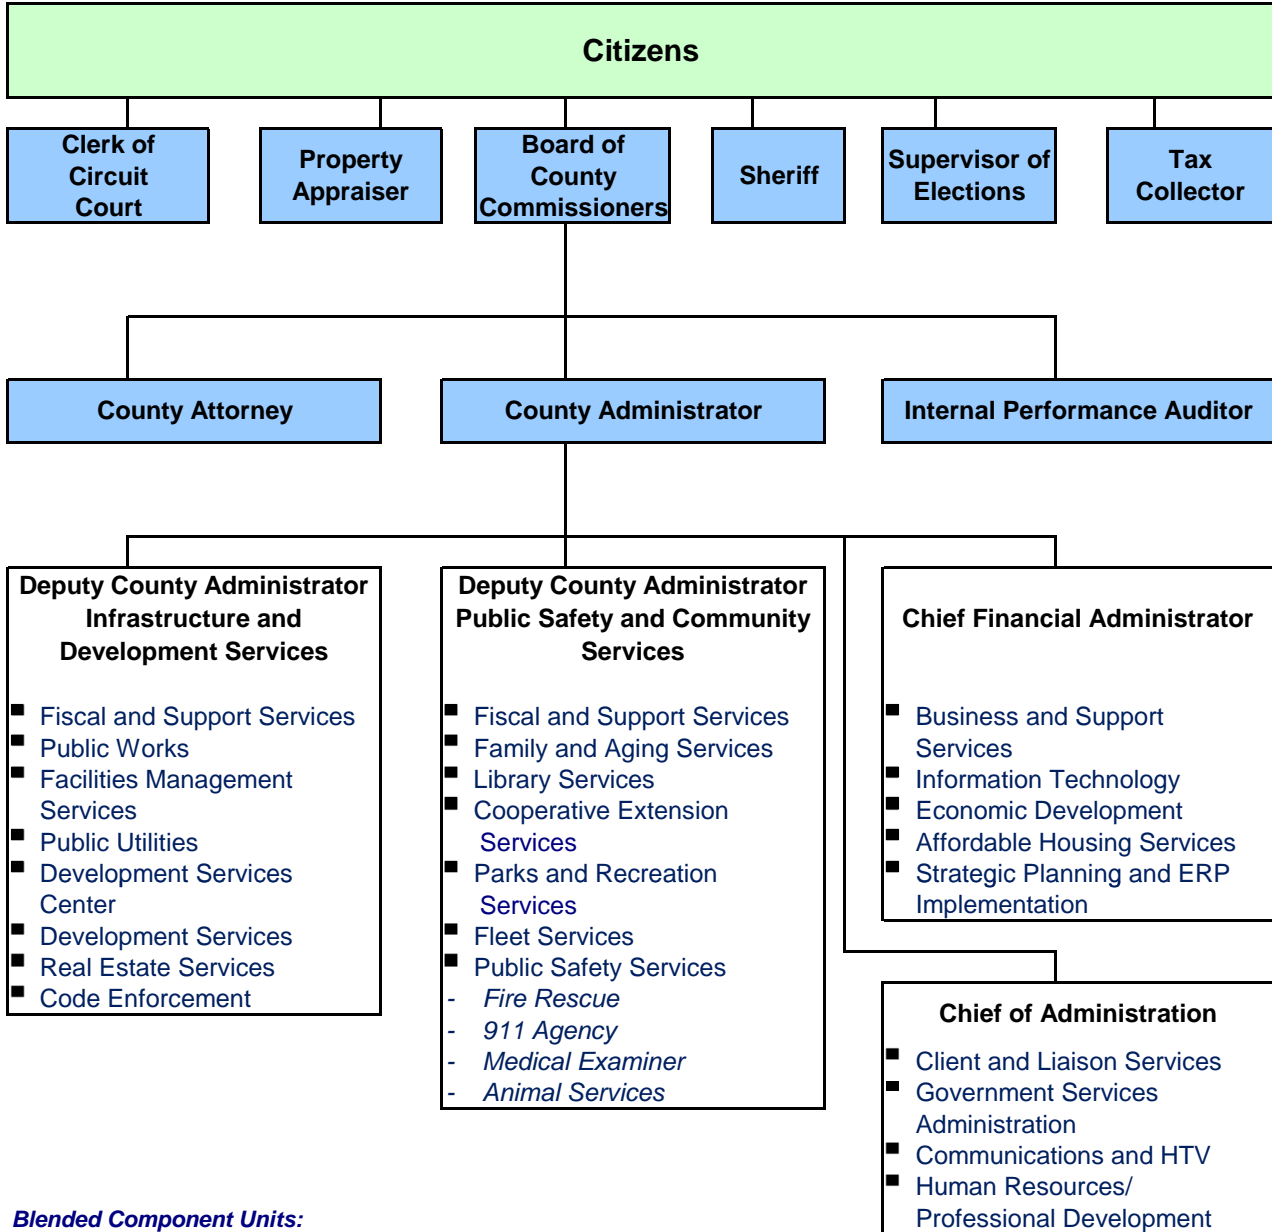 Citizens
Clerk of
Circuit
Court
Property
Appraiser
Board of
County
Commissioners
Sheriff
Supervisor of
Elections
Tax
Collector
County Attorney
County Administrator
Internal Performance Auditor
Deputy County Administrator
Infrastructure and
Development Services
▪ Fiscal and Support Services
▪ Public Works
▪ Facilities Management
Services
▪ Public Utilities
▪ Development Services
Center
▪ Development Services
▪ Real Estate Services
▪ Code Enforcement
Deputy County Administrator
Public Safety and Community
Services
▪ Fiscal and Support Services
▪ Family and Aging Services
▪ Library Services
▪ Cooperative Extension
Services
▪ Parks and Recreation
Services
▪ Fleet Services
▪ Public Safety Services
- Fire Rescue
- 911 Agency
- Medical Examiner
- Animal Services
Chief Financial Administrator
▪ Business and Support
Services
▪ Information Technology
▪ Economic Development
▪ Affordable Housing Services
▪ Strategic Planning and ERP
Implementation
Chief of Administration
▪ Client and Liaison Services
▪ Government Services
Administration
▪ Communications and HTV
▪ Human Resources/
Professional Development
Blended Component Units: